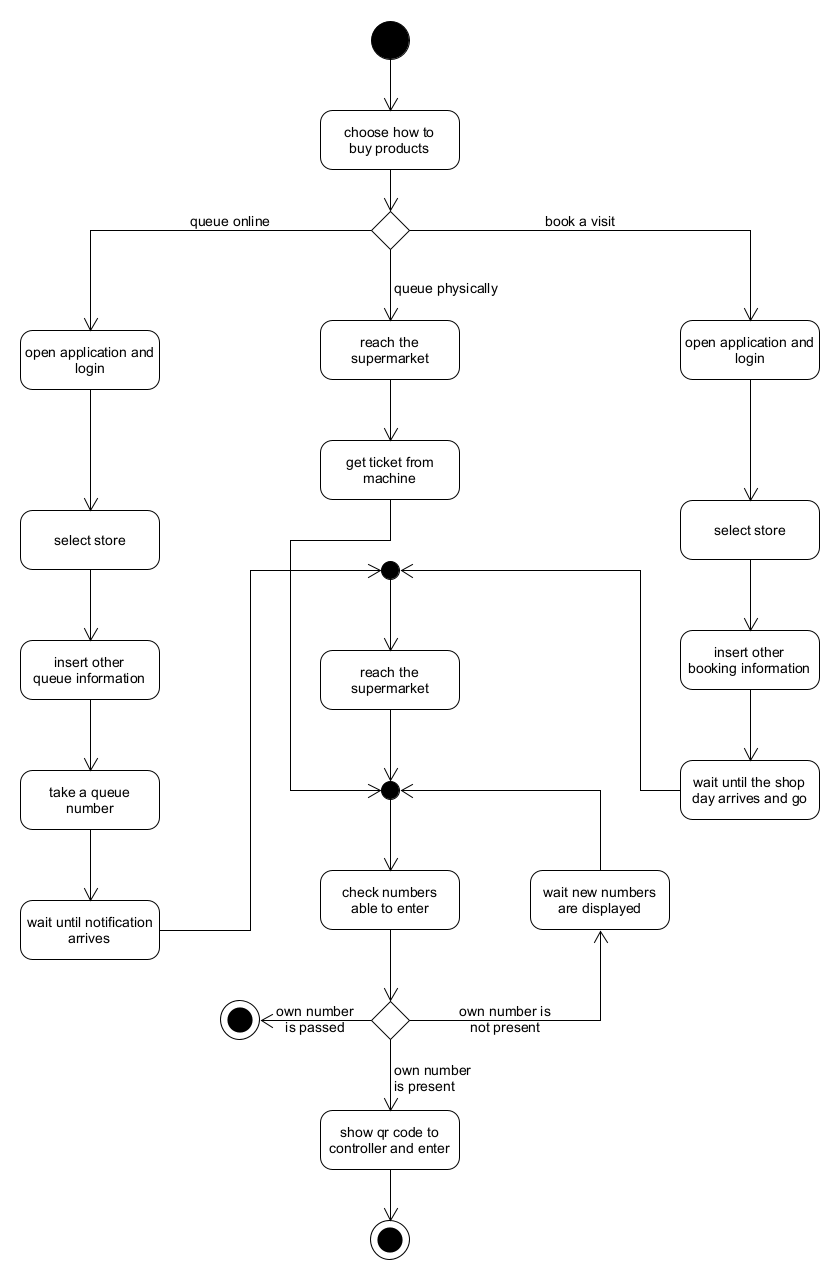 choose how to
buy products
queue online
book a visit
queue physically
open application and
login
reach the
supermarket
open application and
login
get ticket from
machine
select store
select store
insert other
queue information
reach the
supermarket
insert other
booking information
take a queue
number
wait until the shop
day arrives and go
wait until notification
arrives
check numbers
able to enter
wait new numbers
are displayed
own number
is passed
own number is
not present
own number
is present
show qr code to
controller and enter